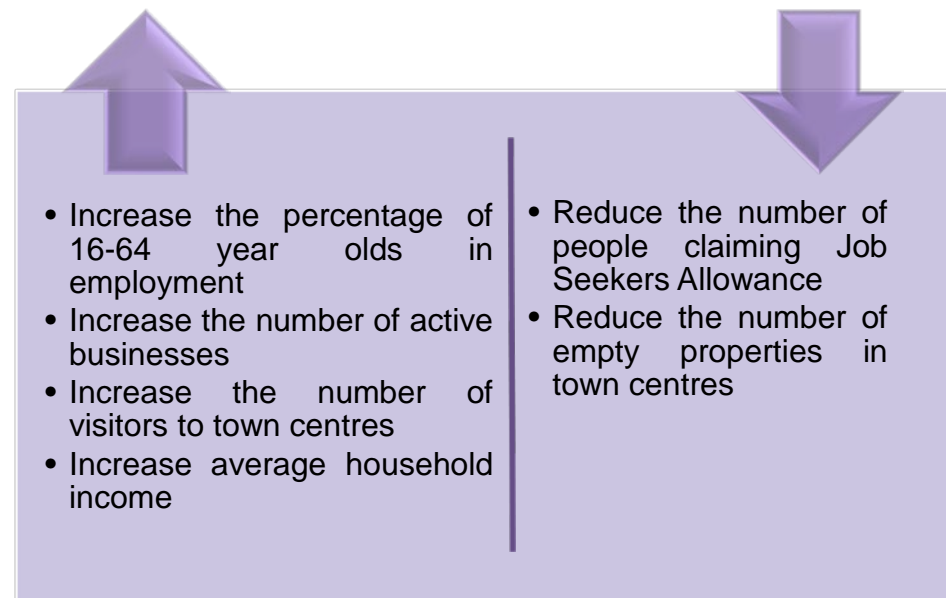 • Increase the percentage of
16-64 year olds in
employment
• Increase the number of active
businesses
• Increase the number of
visitors to town centres
• Increase average household
income
• Reduce the number of
people claiming Job
Seekers Allowance
• Reduce the number of
empty properties in
town centres